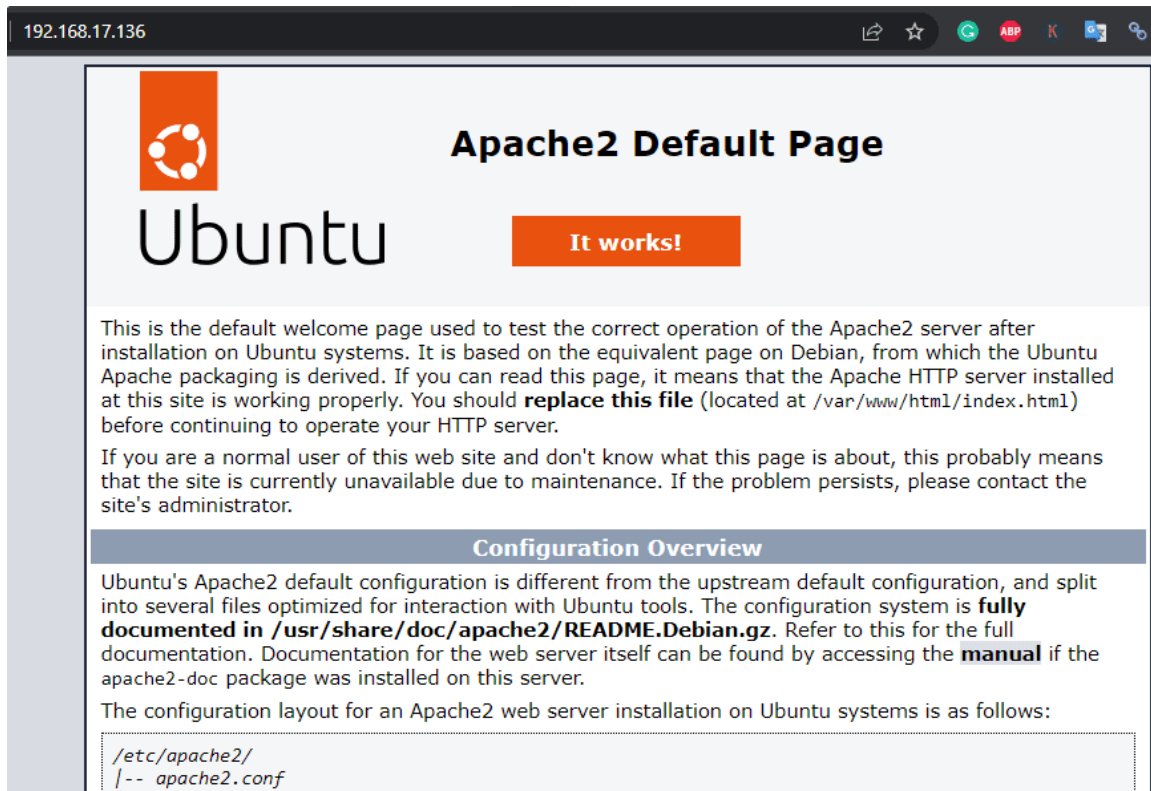 192.168.17.136
ABP
K
Apache2 Default Page
Ubuntu
It works!
This is the default welcome page used to test the correct operation of the Apache2 server after
installation on Ubuntu systems. It is based on the equivalent page on Debian, from which the Ubuntu
Apache packaging is derived. If you can read this page, it means that the Apache HTTP server installed
at this site is working properly. You should replace this file (located at /var/www/html/index.html)
before continuing to operate your HTTP server.
If you are a normal user of this web site and don't know what this page is about, this probably means
that the site is currently unavailable due to maintenance. If the problem persists, please contact the
site's administrator.
Configuration Overview
Ubuntu's Apache2 default configuration is different from the upstream default configuration, and split
into several files optimized for interaction with Ubuntu tools. The configuration system is fully
documented in /usr/share/doc/apache2/README.Debian.gz. Refer to this for the full
documentation. Documentation for the web server itself can be found by accessing the manual if the
apache2-doc package was installed on this server.
The configuration layout for an Apache2 web server installation on Ubuntu systems is as follows:
/etc/apache2/
|-- apache2.conf